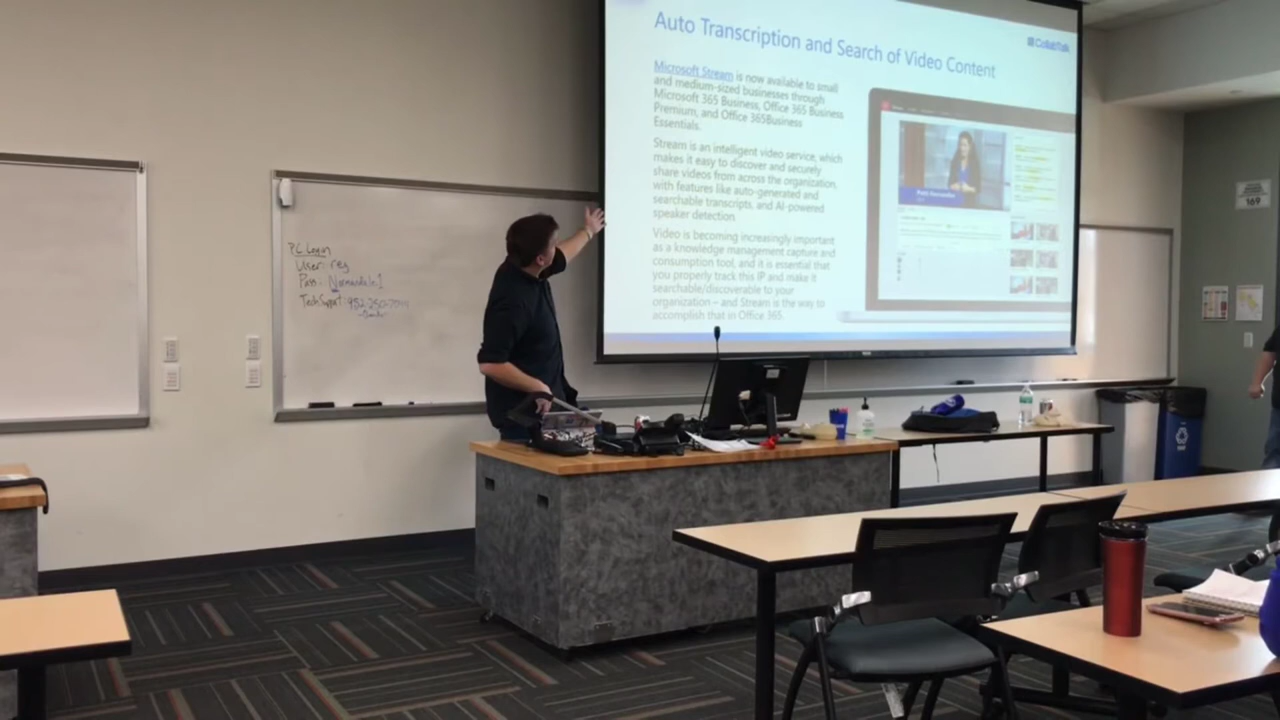 Auto Transcription and Search of Video Content
CollabTalk
Microsoft Stream is now available to small
and medium-sized businesses through
Microsoft 365 Business, Office 365 Business
Premium, and Office 365Business
Essentials.
Stream is an intelligent video service, which
makes it easy to discover and securely
share videos from across the organization,
with features like auto-generated and
searchable transcripts, and AI-powered
speaker detection.
Video is becoming increasingly important
as a knowledge management capture and
consumption tool, and it is essential that
you properly track this IP and make it
searchable/discoverable to your
organization – and Stream is the way to
accomplish that in Office 365.
PC Login
User:
Pass: Normandale1
Tech Support: 952-250-
169